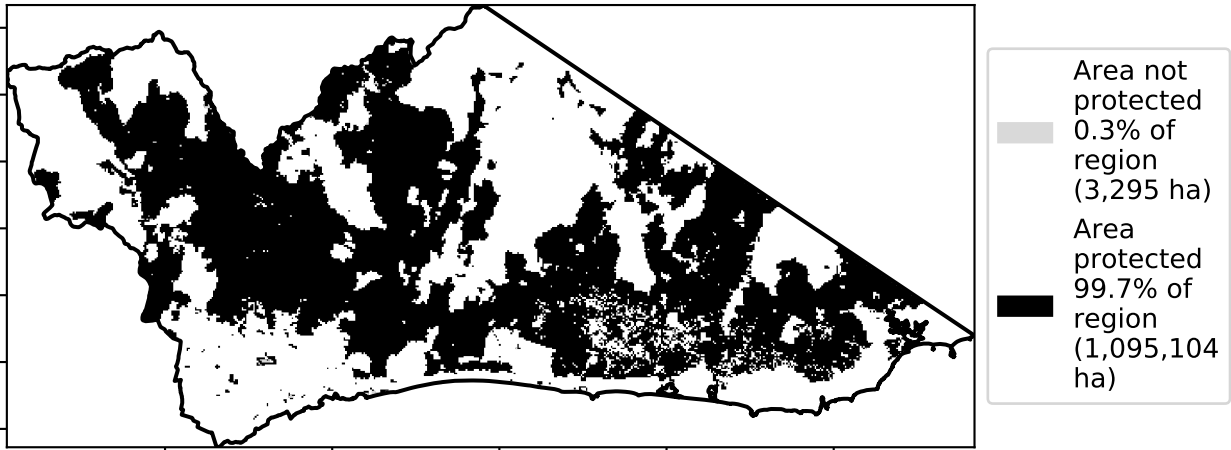 Area not
protected
0.3% of
region
(3,295 ha)
Area
protected
99.7% of
region
(1,095,104
ha)